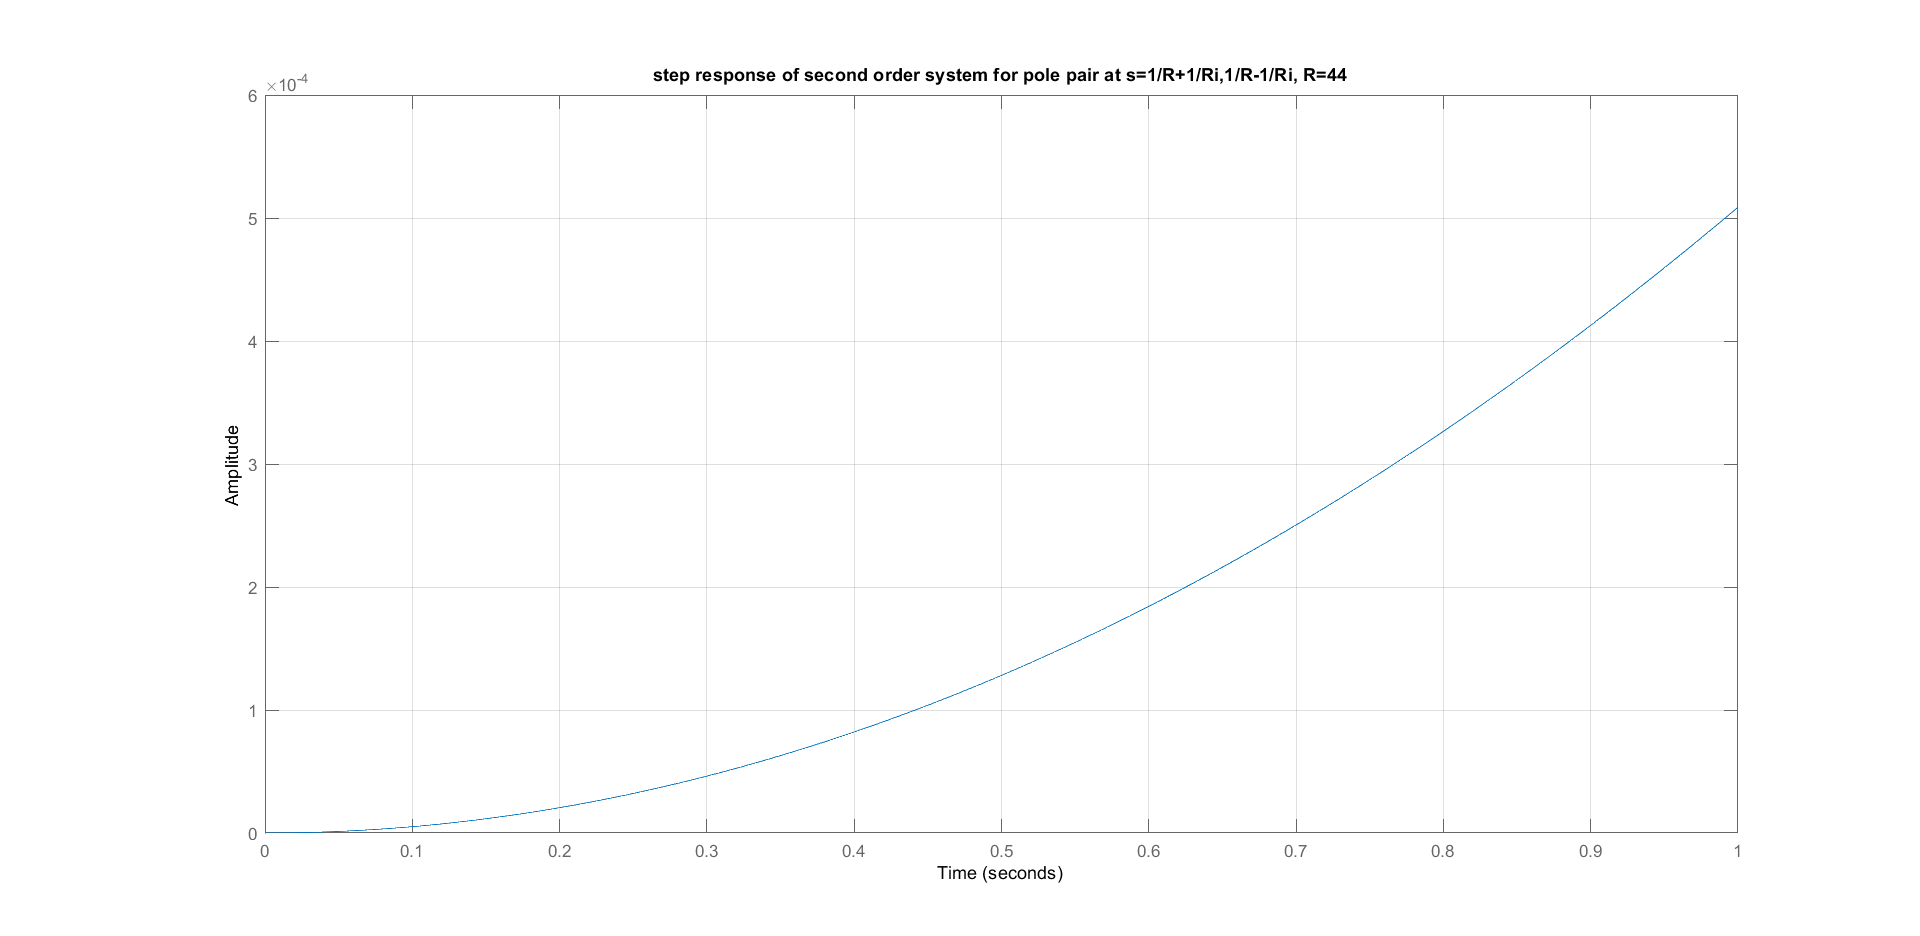 step response of second order system for pole pair at s=1/R+1/Ri,1/R-1/Ri, R=44
×10-4
6
5
4
3
2
1
0
Amplitude
0 0.1 0.2 0.3 0.4 0.5 0.6 0.7 0.8 0.9 1
Time (seconds)